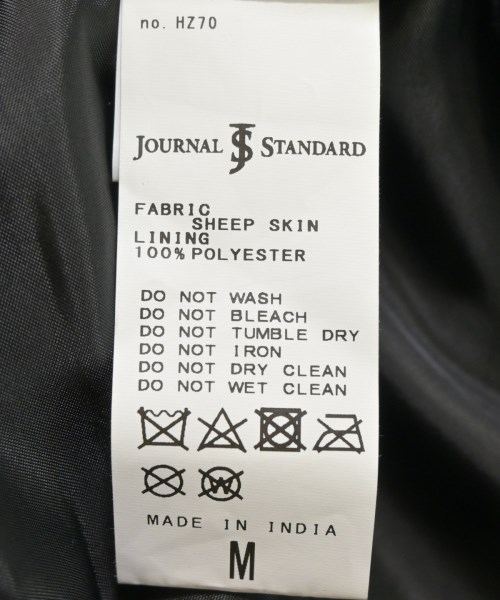 no. HZ70
JOURNAL JS STANDARD
FABRIC
SHEEP SKIN
LINING
100% POLYESTER
DO NOT WASH
DO NOT BLEACH
DO NOT TUMBLE DRY
DO NOT IRON
DO NOT DRY CLEAN
DO NOT WET CLEAN
W
MADE IN INDIA
M